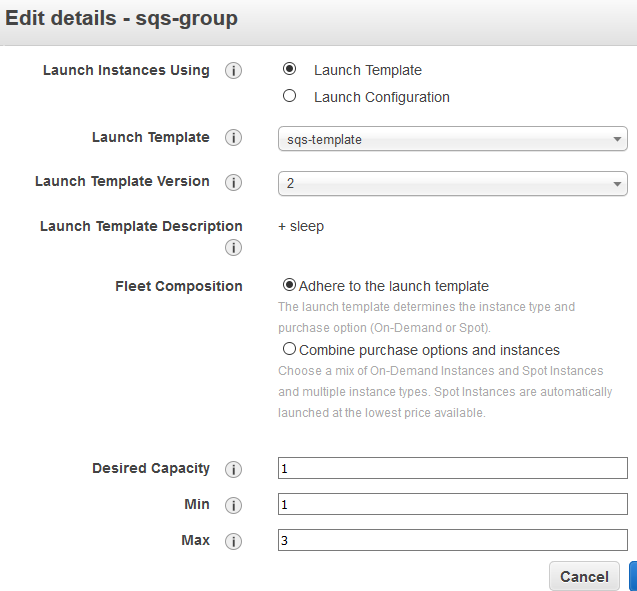 Edit details - sqs-group
Launch Instances Using
Launch Template
Launch Configuration
Launch Template
sqs-template
Launch Template Version
2
Launch Template Description
+ sleep
Fleet Composition
Adhere to the launch template
The launch template determines the instance type and
purchase option (On-Demand or Spot).
Combine purchase options and instances
Choose a mix of On-Demand Instances and Spot Instances
and multiple instance types. Spot Instances are automatically
launched at the lowest price available.
Desired Capacity
1
Min
1
Max
3
Cancel